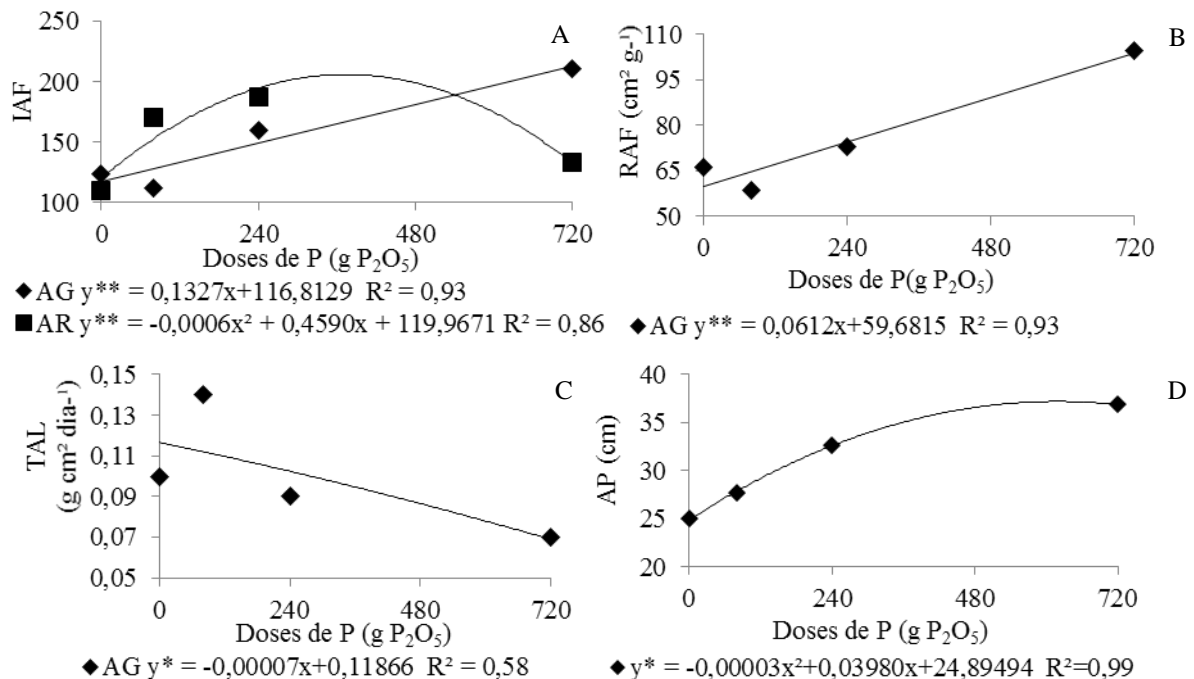 A
IAF
250
200
150
100
0
240
480
720
Doses de P (g P₂O₅)
◆ AG y** = 0,1327x+116,8129 R² = 0,93
■ AR y** = -0,0006x² + 0,4590x + 119,9671 R² = 0,86
B
RAF (cm² g-¹)
110
95
80
65
50
0
240
480
720
Doses de P(g P₂O₅)
◆ AG y** = 0,0612x+59,6815 R² = 0,93
C
TAL
(g cm² dia-¹)
0,15
0,13
0,11
0,09
0,07
0,05
0
240
480
720
Doses de P (g P₂O₅)
◆ AG y* = -0,00007x+0,11866 R² = 0,58
D
AP (cm)
40
35
30
25
20
0
240
480
720
Doses de P (g P₂O₅)
◆ y* = -0,00003x²+0,03980x+24,89494 R²=0,99